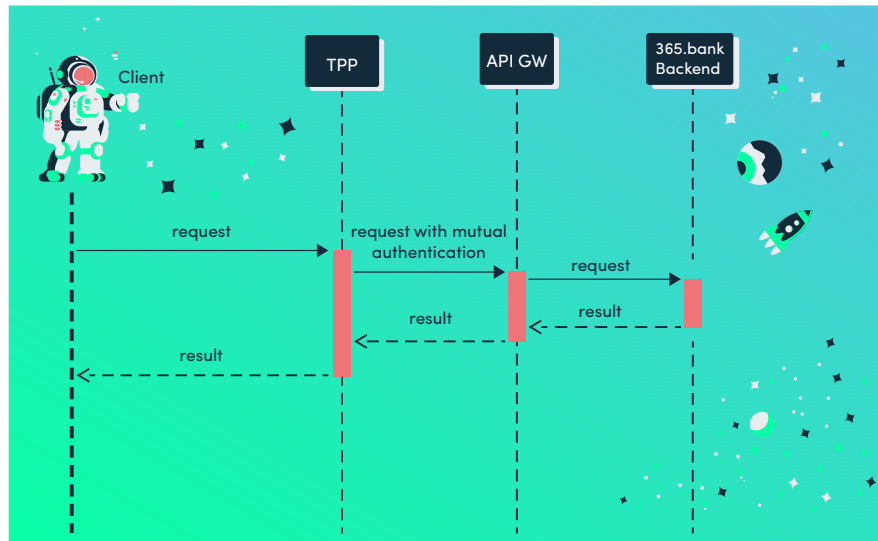 Client
TPP
API GW
365.bank
Backend
request
request with mutual
authentication
request
result
result
result